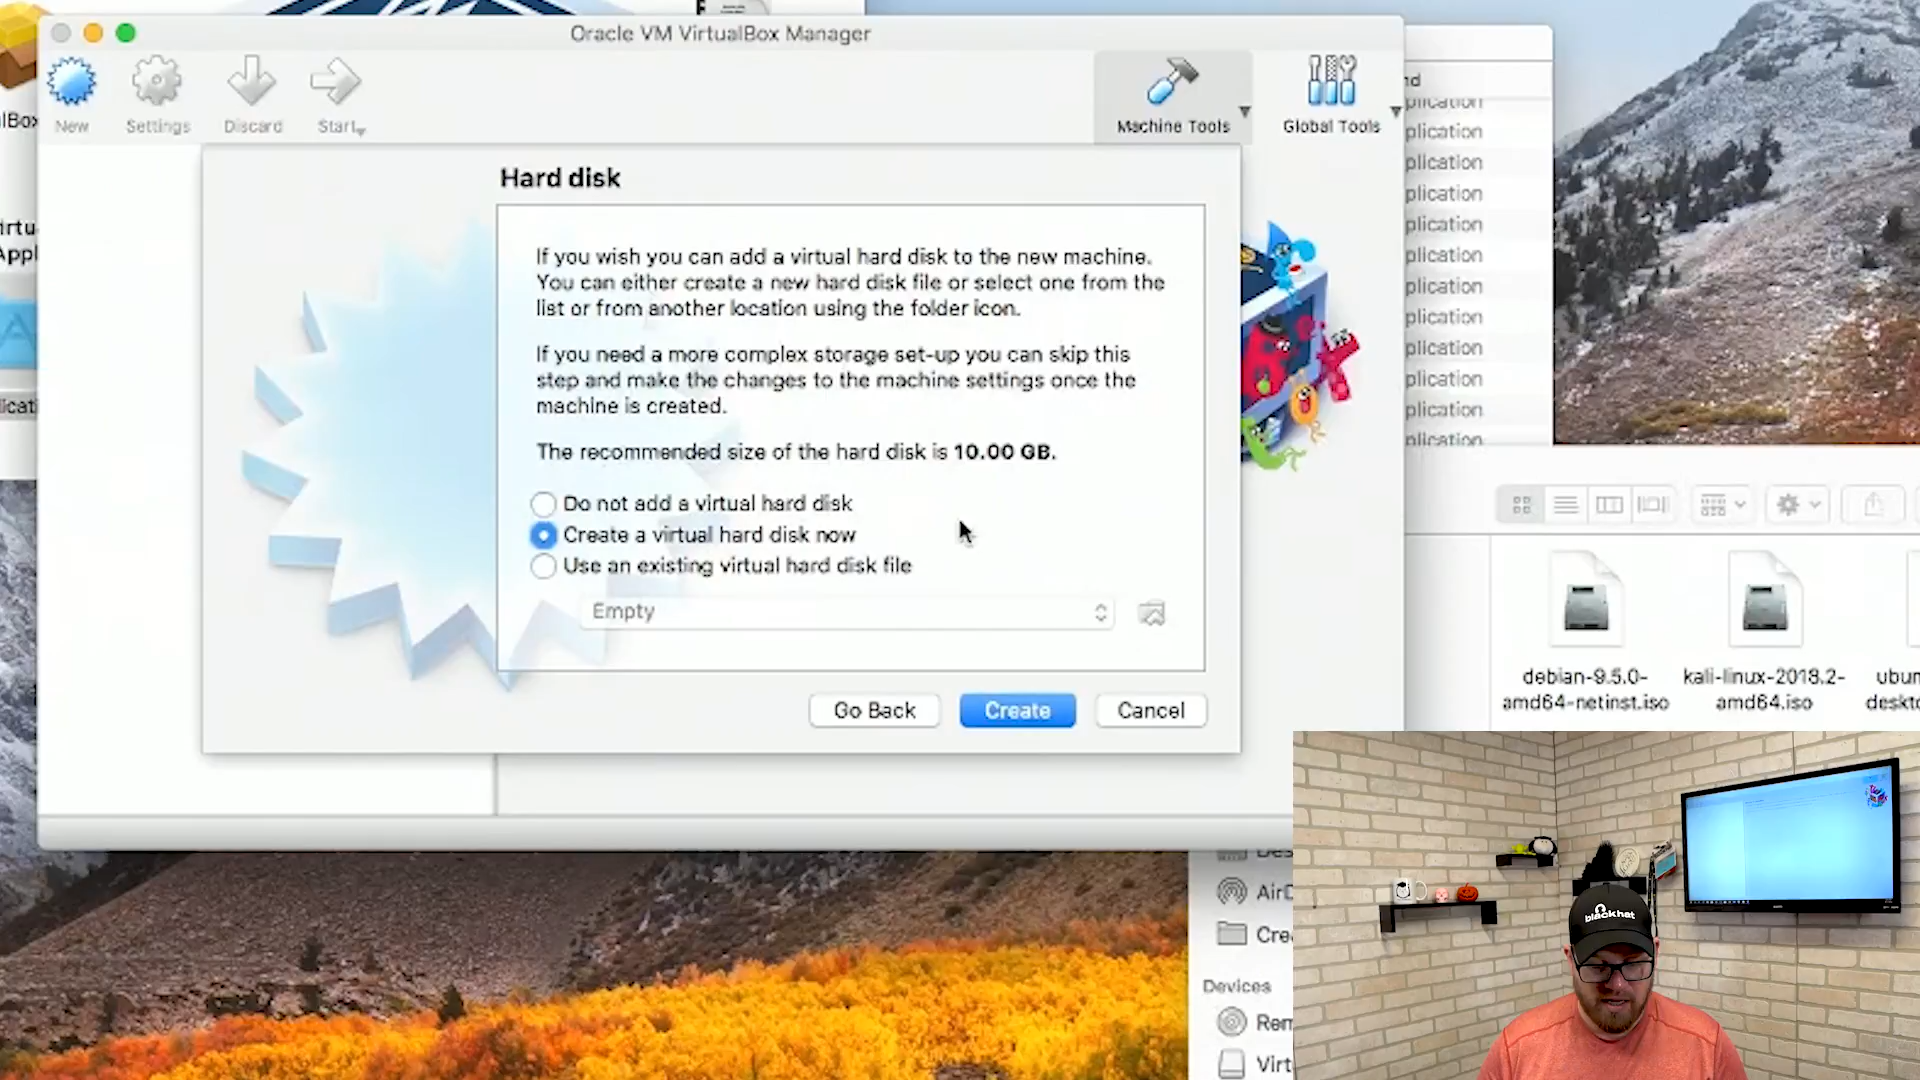 Oracle VM VirtualBox Manager
New
Settings
Discard
Start
Machine Tools
Global Tools
Hard disk
If you wish you can add a virtual hard disk to the new machine.
You can either create a new hard disk file or select one from the
list or from another location using the folder icon.
If you need a more complex storage set-up you can skip this
step and make the changes to the machine settings once the
machine is created.
The recommended size of the hard disk is 10.00 GB.
Do not add a virtual hard disk
Create a virtual hard disk now
Use an existing virtual hard disk file
Empty
Go Back
Create
Cancel
plication
plication
plication
plication
plication
plication
plication
plication
plication
plication
plication
plication
debian-9.5.0-
amd64-netinst.iso
kali-linux-2018.2-
amd64.iso
ubun
deskto
AirD
Cre
Devices
Rem
Virt
blackhat